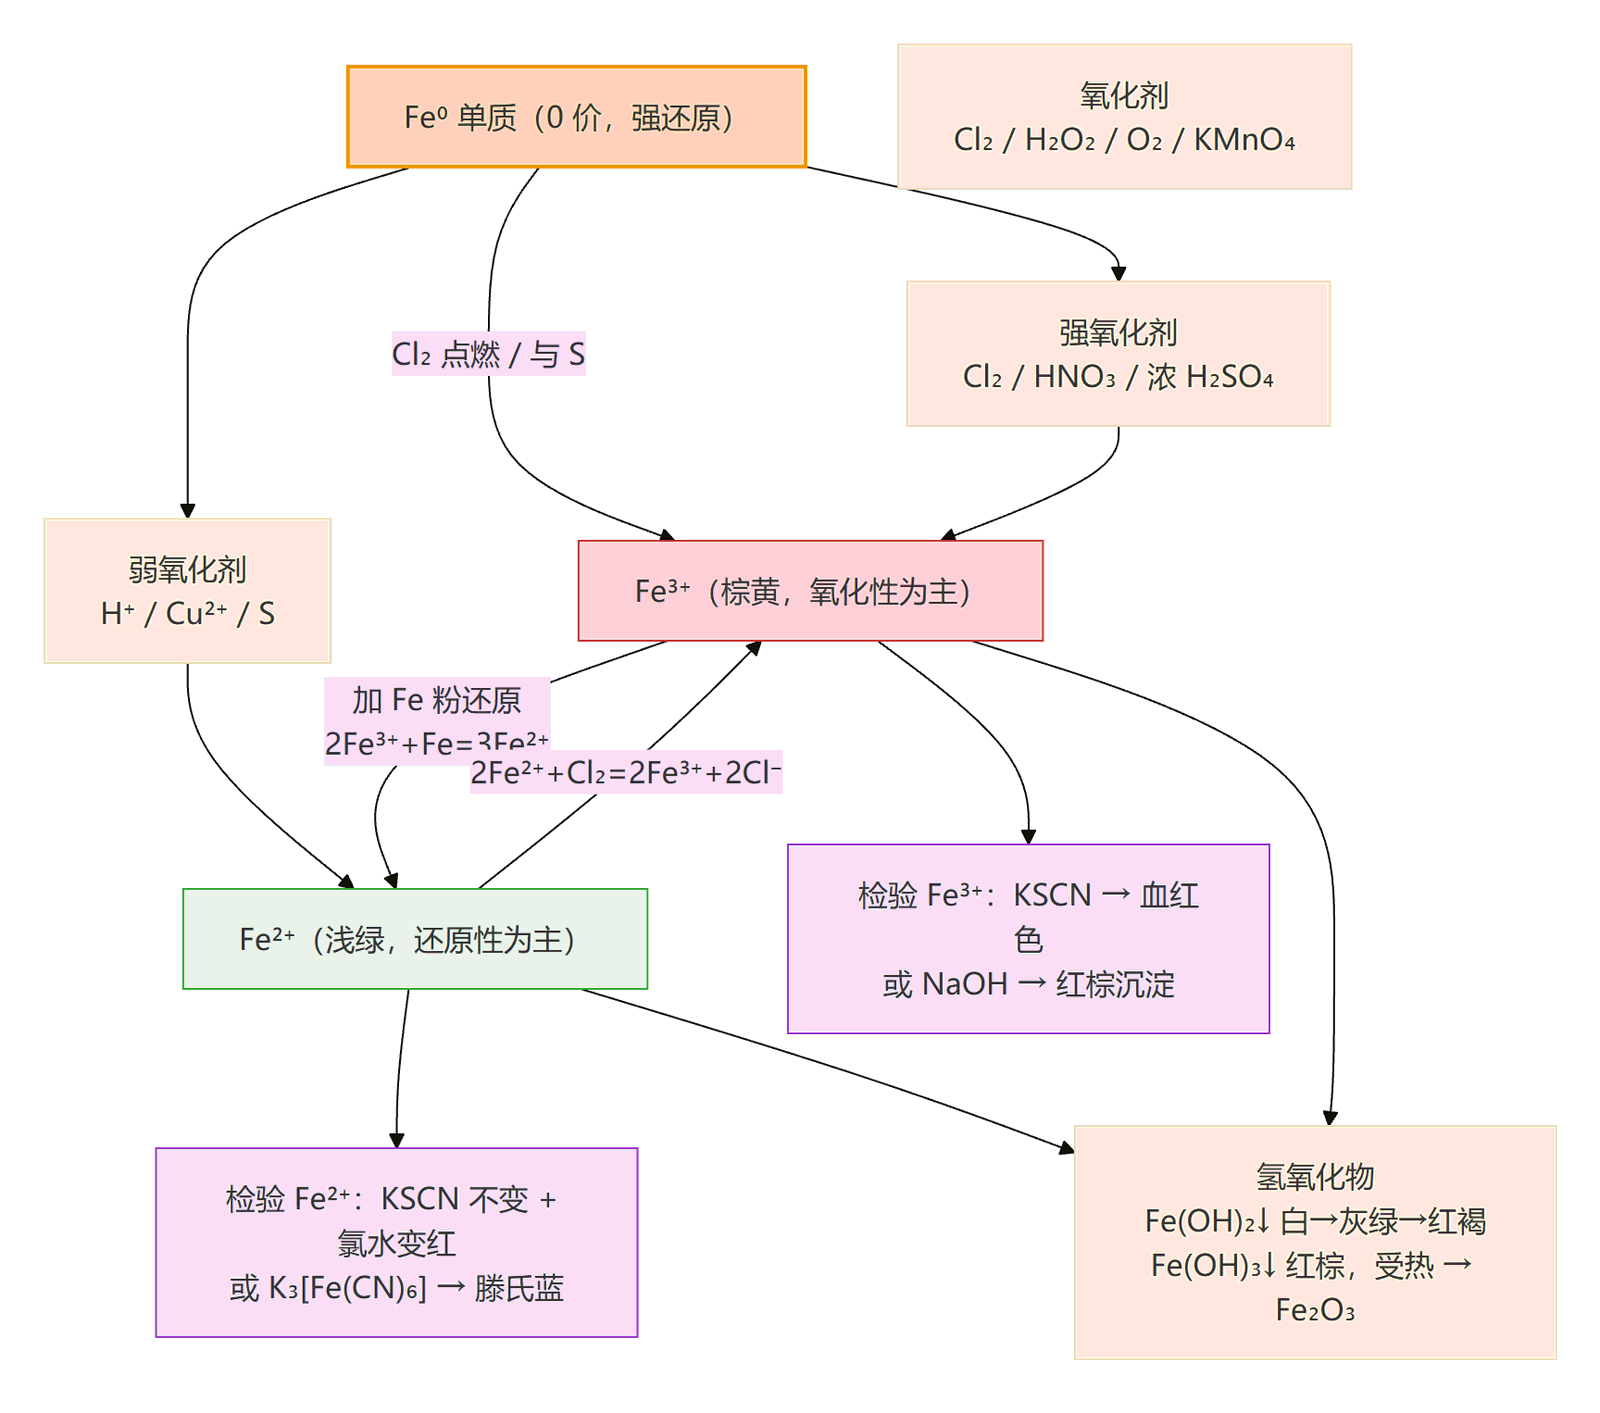 Fe⁰ 单质（0 价，强还原）
氧化剂
Cl₂ / H₂O₂ / O₂ / KMnO₄
Cl₂ 点燃 / 与 S
强氧化剂
Cl₂ / HNO₃ / 浓 H₂SO₄
弱氧化剂
H⁺ / Cu²⁺ / S
Fe³⁺（棕黄，氧化性为主）
加 Fe 粉还原
2Fe³⁺+Fe=3Fe²⁺
2Fe²⁺+Cl₂=2Fe³⁺+2Cl⁻
Fe²⁺（浅绿，还原性为主）
检验 Fe³⁺：KSCN → 血红
色
或 NaOH → 红棕沉淀
检验 Fe²⁺：KSCN 不变 +
氯水变红
或 K₃[Fe(CN)₆] → 滕氏蓝
氢氧化物
Fe(OH)₂↓ 白→灰绿→红褐
Fe(OH)₃↓ 红棕，受热 →
Fe₂O₃